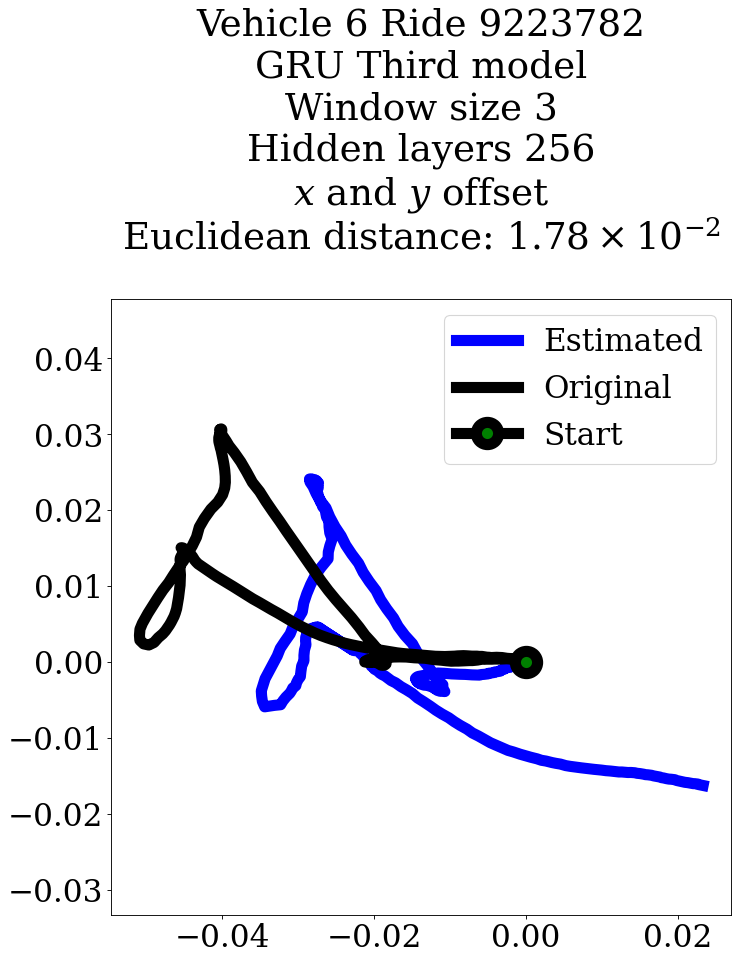 Vehicle 6 Ride 9223782
GRU Third model
Window size 3
Hidden layers 256
x and y offset
Euclidean distance: 1.78 × 10⁻²
Estimated
Original
Start
0.04
0.03
0.02
0.01
0.00
−0.01
−0.02
−0.03
−0.04 −0.02 0.00 0.02